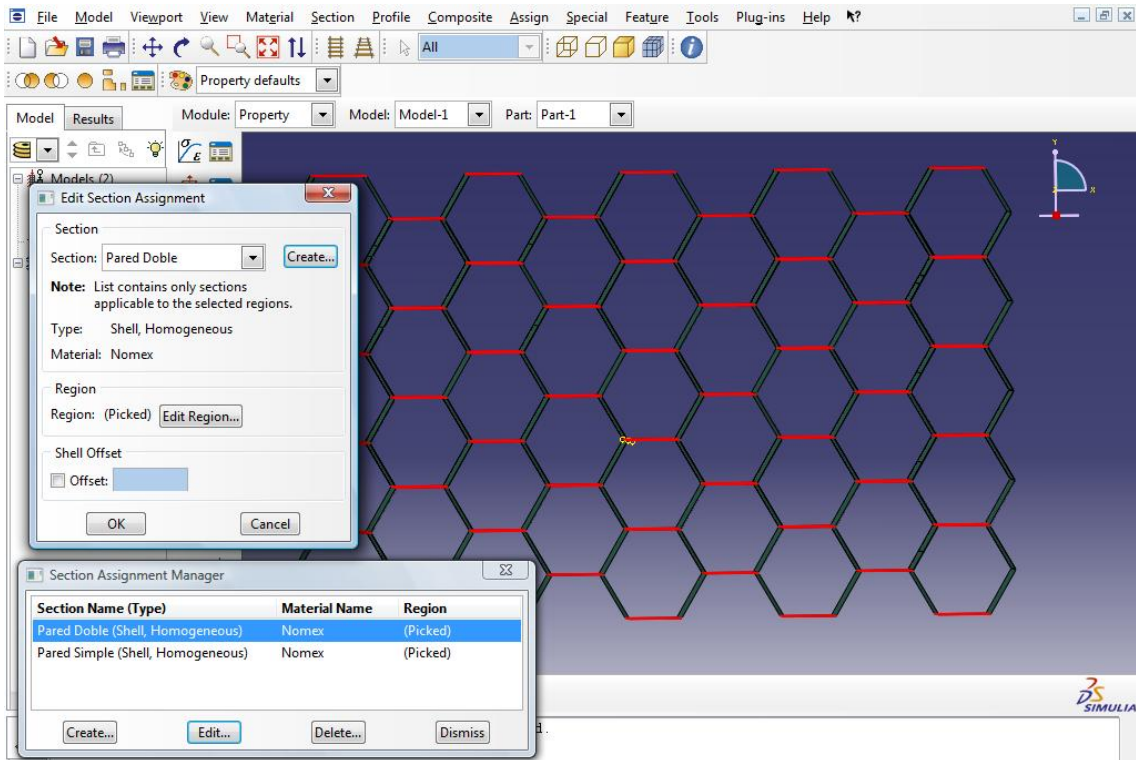 File Model Viewport View Material Section Profile Composite Assign Special Feature Tools Plug-ins Help
All
Property defaults
Model Results Module: Property Model: Model-1 Part: Part-1
σ
ε
Models (2)
Y
X
Edit Section Assignment
Section
Section: Pared Doble Create...
Note: List contains only sections
applicable to the selected regions.
Type: Shell, Homogeneous
Material: Nomex
Region
Region: (Picked) Edit Region...
Shell Offset
Offset:
OK Cancel
Section Assignment Manager
Section Name (Type) Material Name Region
Pared Doble (Shell, Homogeneous) Nomex (Picked)
Pared Simple (Shell, Homogeneous) Nomex (Picked)
Create... Edit... Delete... Dismiss
SIMULIA